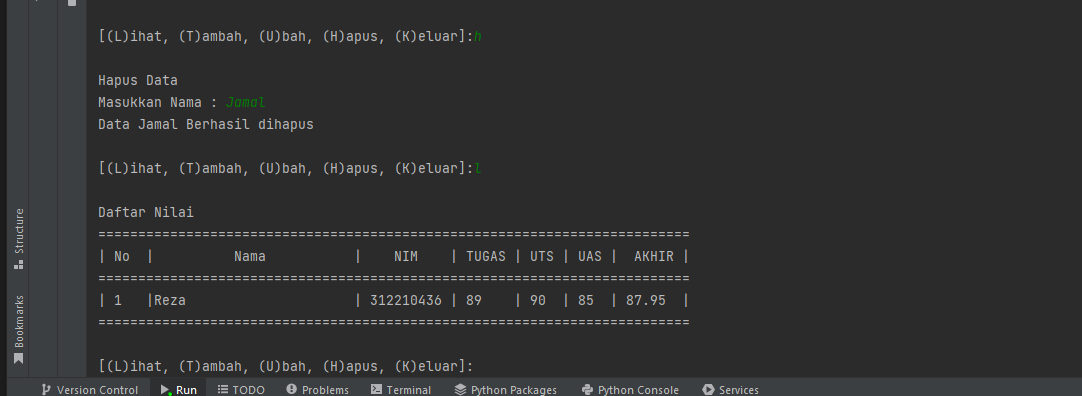 [(L)ihat, (T)ambah, (U)bah, (H)apus, (K)eluar]:h
Hapus Data
Masukkan Nama : Jamal
Data Jamal Berhasil dihapus
[(L)ihat, (T)ambah, (U)bah, (H)apus, (K)eluar]:l
Daftar Nilai
==========================================================================
| No  |          Nama           |    NIM    | TUGAS | UTS | UAS |  AKHIR |
==========================================================================
| 1   |Reza                     | 312210436 | 89    | 90  | 85  | 87.95  |
==========================================================================
[(L)ihat, (T)ambah, (U)bah, (H)apus, (K)eluar]:
Structure
Bookmarks
Version Control Run TODO Problems Terminal Python Packages Python Console Services